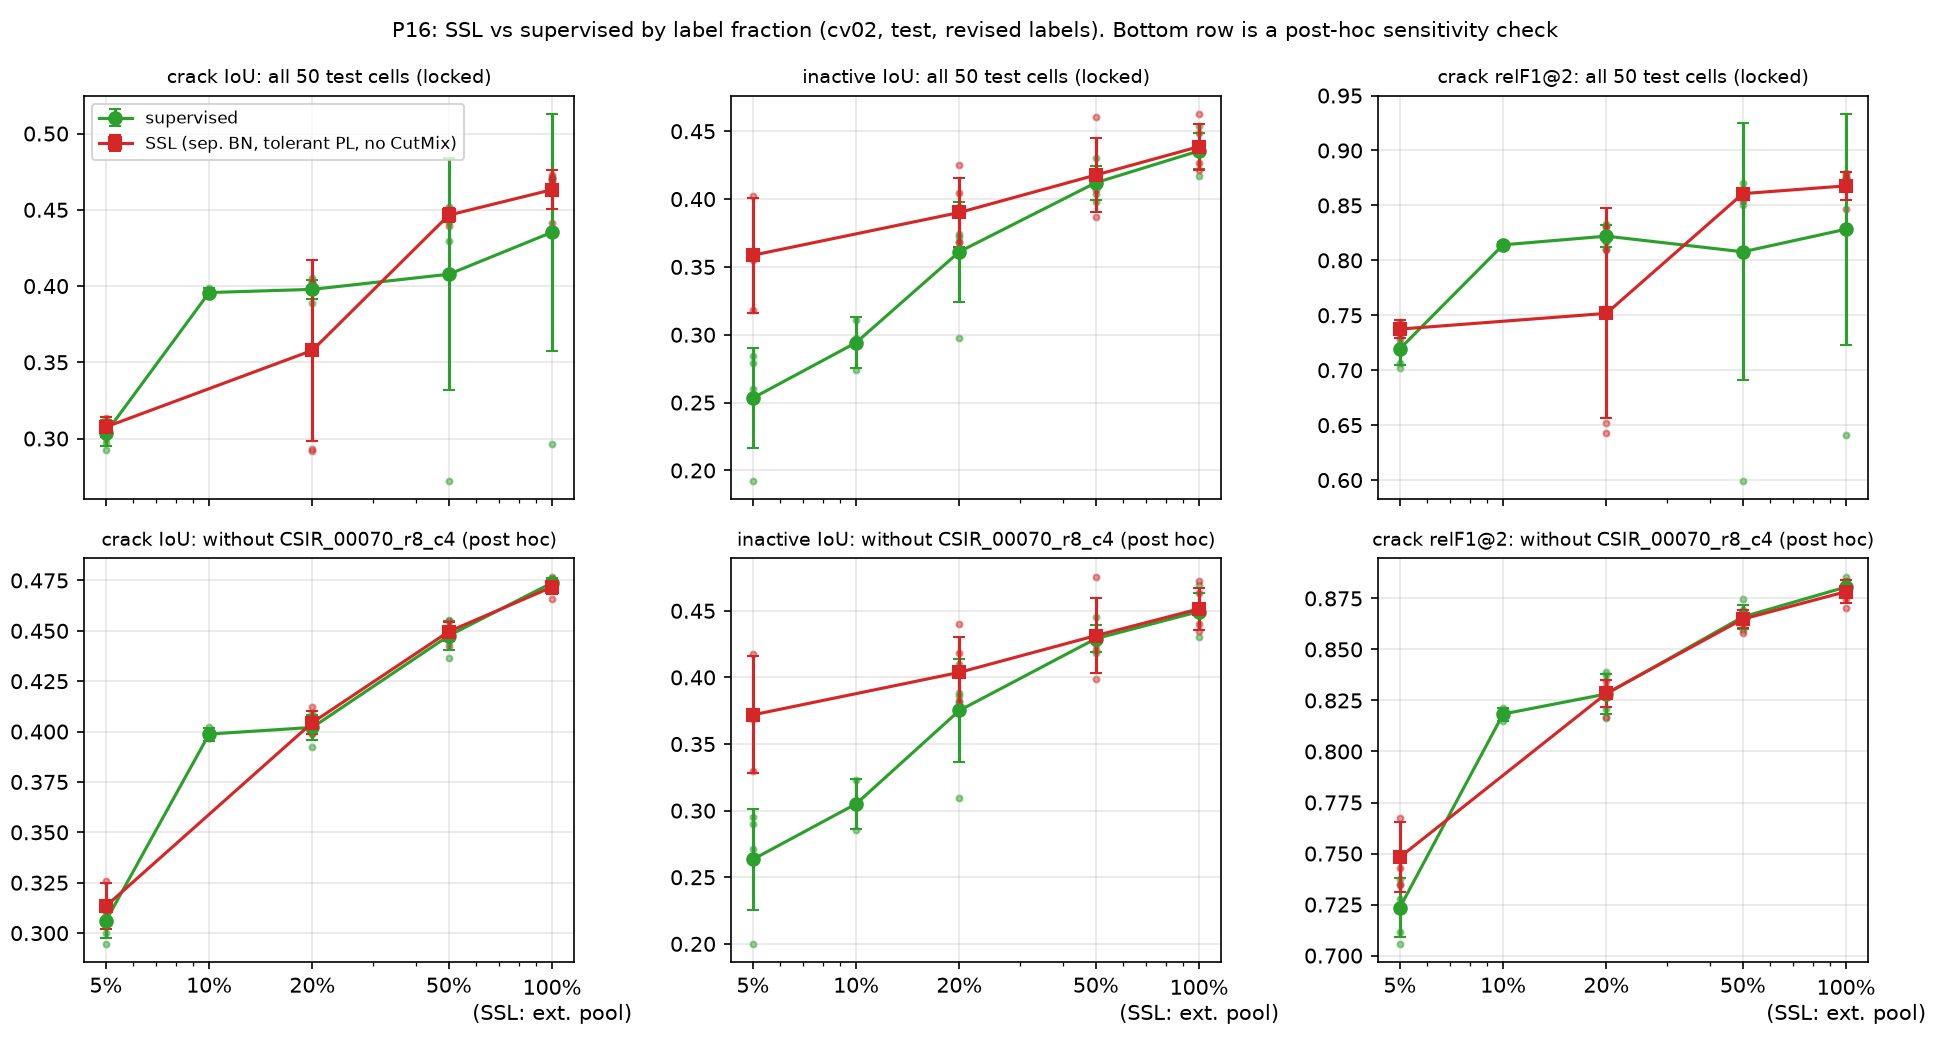 P16: SSL vs supervised by label fraction (cv02, test, revised labels). Bottom row is a post-hoc sensitivity check
crack IoU: all 50 test cells (locked)
supervised
SSL (sep. BN, tolerant PL, no CutMix)
0.50
0.45
0.40
0.35
0.30
inactive IoU: all 50 test cells (locked)
0.45
0.40
0.35
0.30
0.25
0.20
crack relF1@2: all 50 test cells (locked)
0.95
0.90
0.85
0.80
0.75
0.70
0.65
0.60
crack IoU: without CSIR_00070_r8_c4 (post hoc)
0.475
0.450
0.425
0.400
0.375
0.350
0.325
0.300
5% 10% 20% 50% 100%
(SSL: ext. pool)
inactive IoU: without CSIR_00070_r8_c4 (post hoc)
0.45
0.40
0.35
0.30
0.25
0.20
5% 10% 20% 50% 100%
(SSL: ext. pool)
crack relF1@2: without CSIR_00070_r8_c4 (post hoc)
0.875
0.850
0.825
0.800
0.775
0.750
0.725
0.700
5% 10% 20% 50% 100%
(SSL: ext. pool)